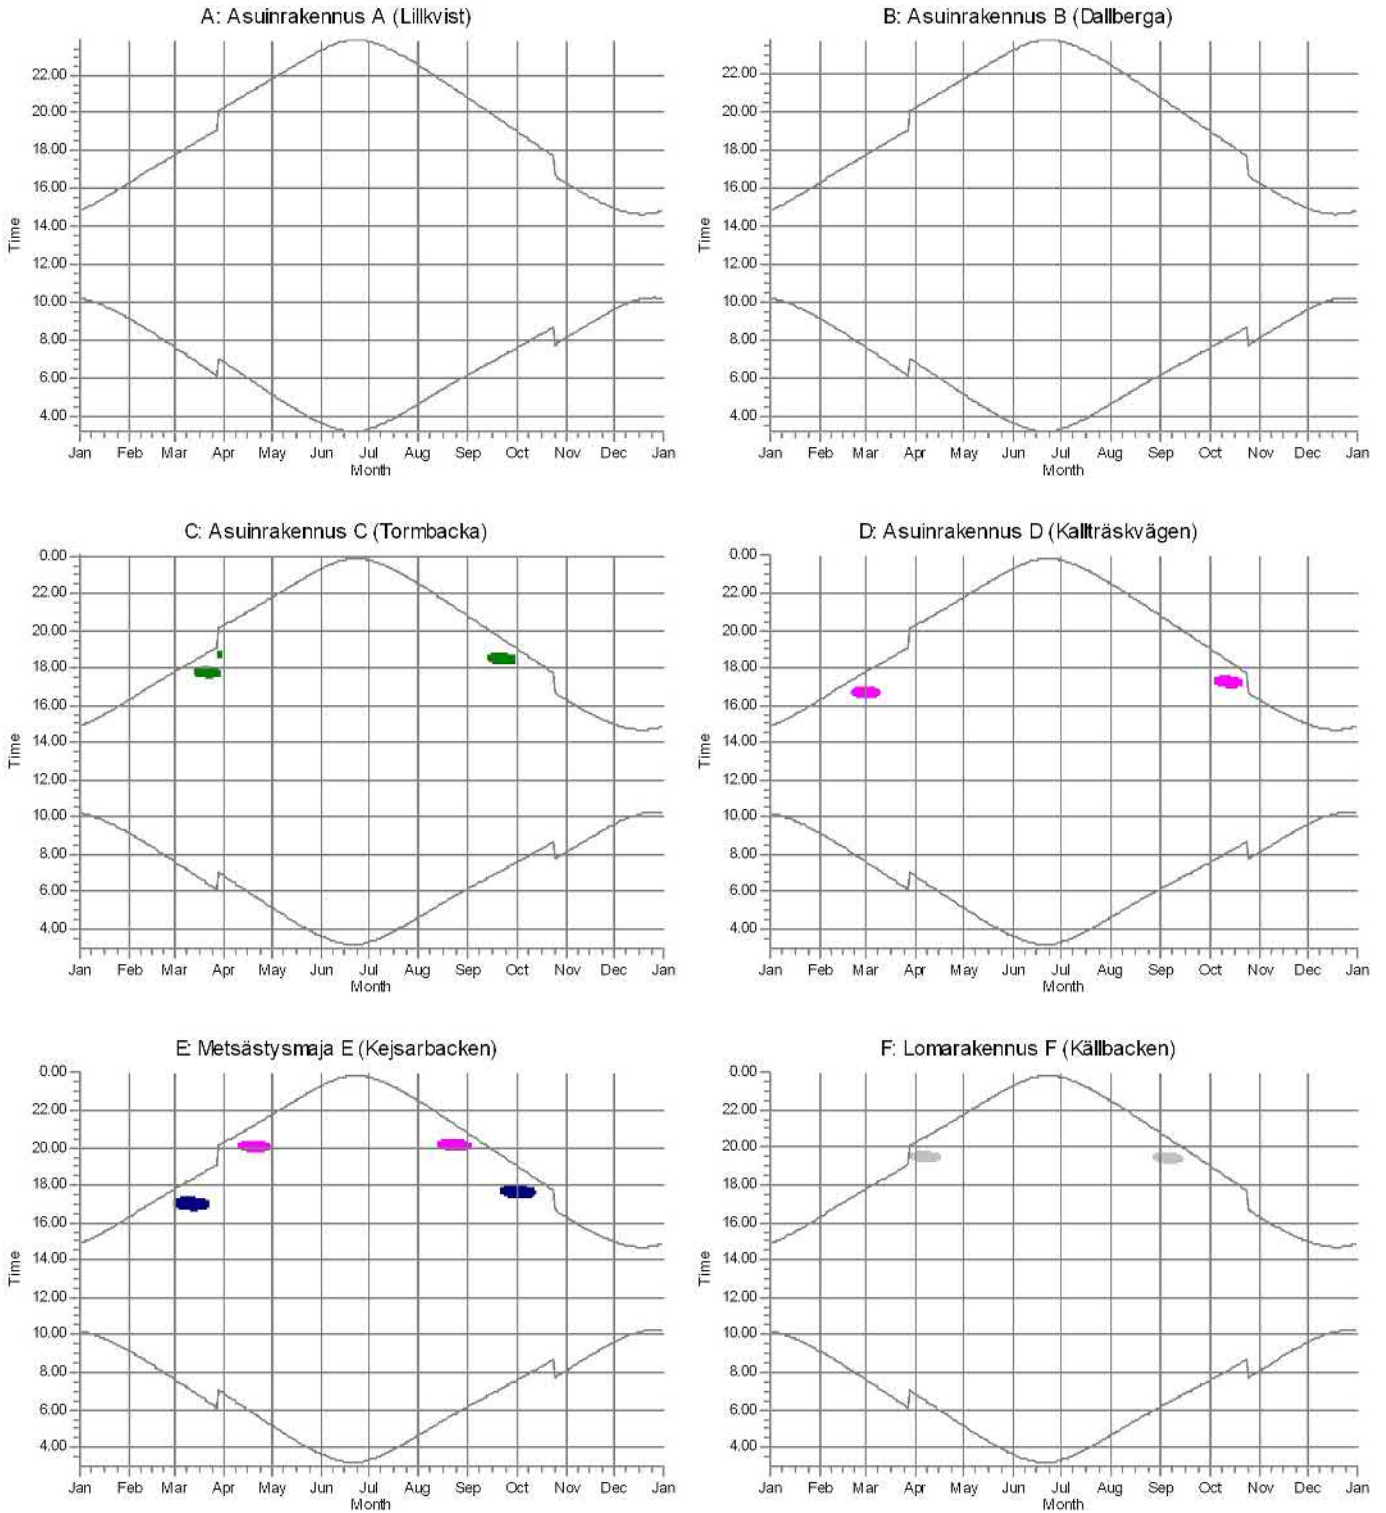 A: Asuinrakennus A (Lillkvist)
22.00
20.00
18.00
16.00
14.00
12.00
10.00
8.00
6.00
4.00
Time
Jan Feb Mar Apr May Jun Jul Aug Sep Oct Nov Dec Jan
Month
B: Asuinrakennus B (Dallberga)
22.00
20.00
18.00
16.00
14.00
12.00
10.00
8.00
6.00
4.00
Time
Jan Feb Mar Apr May Jun Jul Aug Sep Oct Nov Dec Jan
Month
C: Asuinrakennus C (Tormbacka)
0.00
22.00
20.00
18.00
16.00
14.00
12.00
10.00
8.00
6.00
4.00
Time
Jan Feb Mar Apr May Jun Jul Aug Sep Oct Nov Dec Jan
Month
D: Asuinrakennus D (Kallträskvägen)
0.00
22.00
20.00
18.00
16.00
14.00
12.00
10.00
8.00
6.00
4.00
Time
Jan Feb Mar Apr May Jun Jul Aug Sep Oct Nov Dec Jan
Month
E: Metsästysmaja E (Kejsarbacken)
0.00
22.00
20.00
18.00
16.00
14.00
12.00
10.00
8.00
6.00
4.00
Time
Jan Feb Mar Apr May Jun Jul Aug Sep Oct Nov Dec Jan
Month
F: Lomarakennus F (Källbacken)
0.00
22.00
20.00
18.00
16.00
14.00
12.00
10.00
8.00
6.00
4.00
Time
Jan Feb Mar Apr May Jun Jul Aug Sep Oct Nov Dec Jan
Month